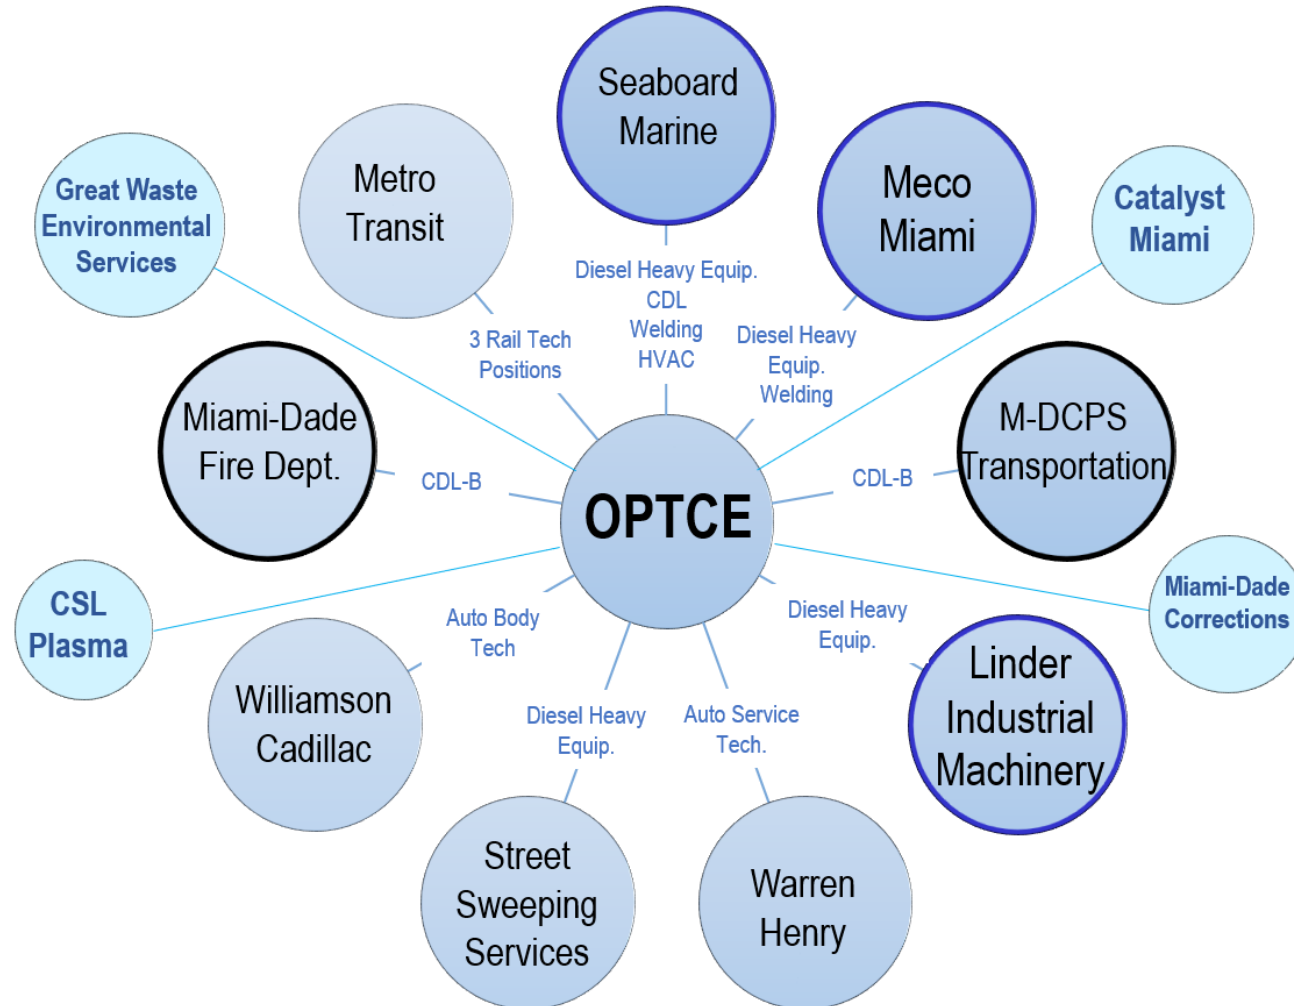 Seaboard
Marine
Metro
Transit
Meco
Miami
Great Waste
Environmental
Services
Catalyst
Miami
Diesel Heavy Equip.
CDL
Welding
HVAC
3 Rail Tech
Positions
Diesel Heavy
Equip.
Welding
Miami-Dade
Fire Dept.
CDL-B
OPTCE
CDL-B
M-DCPS
Transportation
CSL
Plasma
Auto Body
Tech
Diesel Heavy
Equip.
Miami-Dade
Corrections
Williamson
Cadillac
Diesel Heavy
Equip.
Auto Service
Tech.
Linder
Industrial
Machinery
Street
Sweeping
Services
Warren
Henry